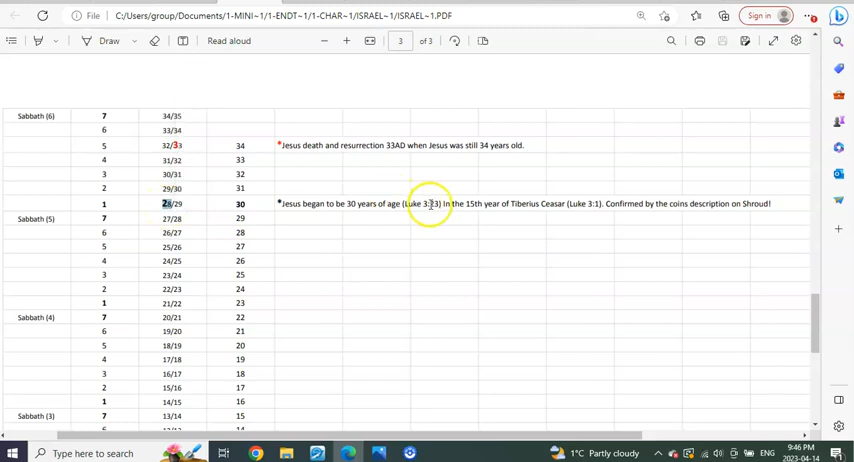 File C:/Users/group/Documents/1-MINI~1/1-ENDT~1/1-CHAR~1/ISRAEL~1/ISRAEL~1.PDF Sign in
Draw Read aloud 3 of 3
Sabbath (6) 7 34/35
6 33/34
5 32/33 34 *Jesus death and resurrection 33AD when Jesus was still 34 years old.
4 31/32 33
3 30/31 32
2 29/30 31
1 28/29 30 *Jesus began to be 30 years of age (Luke 3:23) In the 15th year of Tiberius Ceasar (Luke 3:1). Confirmed by the coins description on Shroud!
Sabbath (5) 7 27/28 29
6 26/27 28
5 25/26 27
4 24/25 26
3 23/24 25
2 22/23 24
1 21/22 23
Sabbath (4) 7 20/21 22
6 19/20 21
5 18/19 20
4 17/18 19
3 16/17 18
2 15/16 17
1 14/15 16
Sabbath (3) 7 13/14 15
Type here to search 1°C Partly cloudy ENG 9:46 PM
2023-04-14